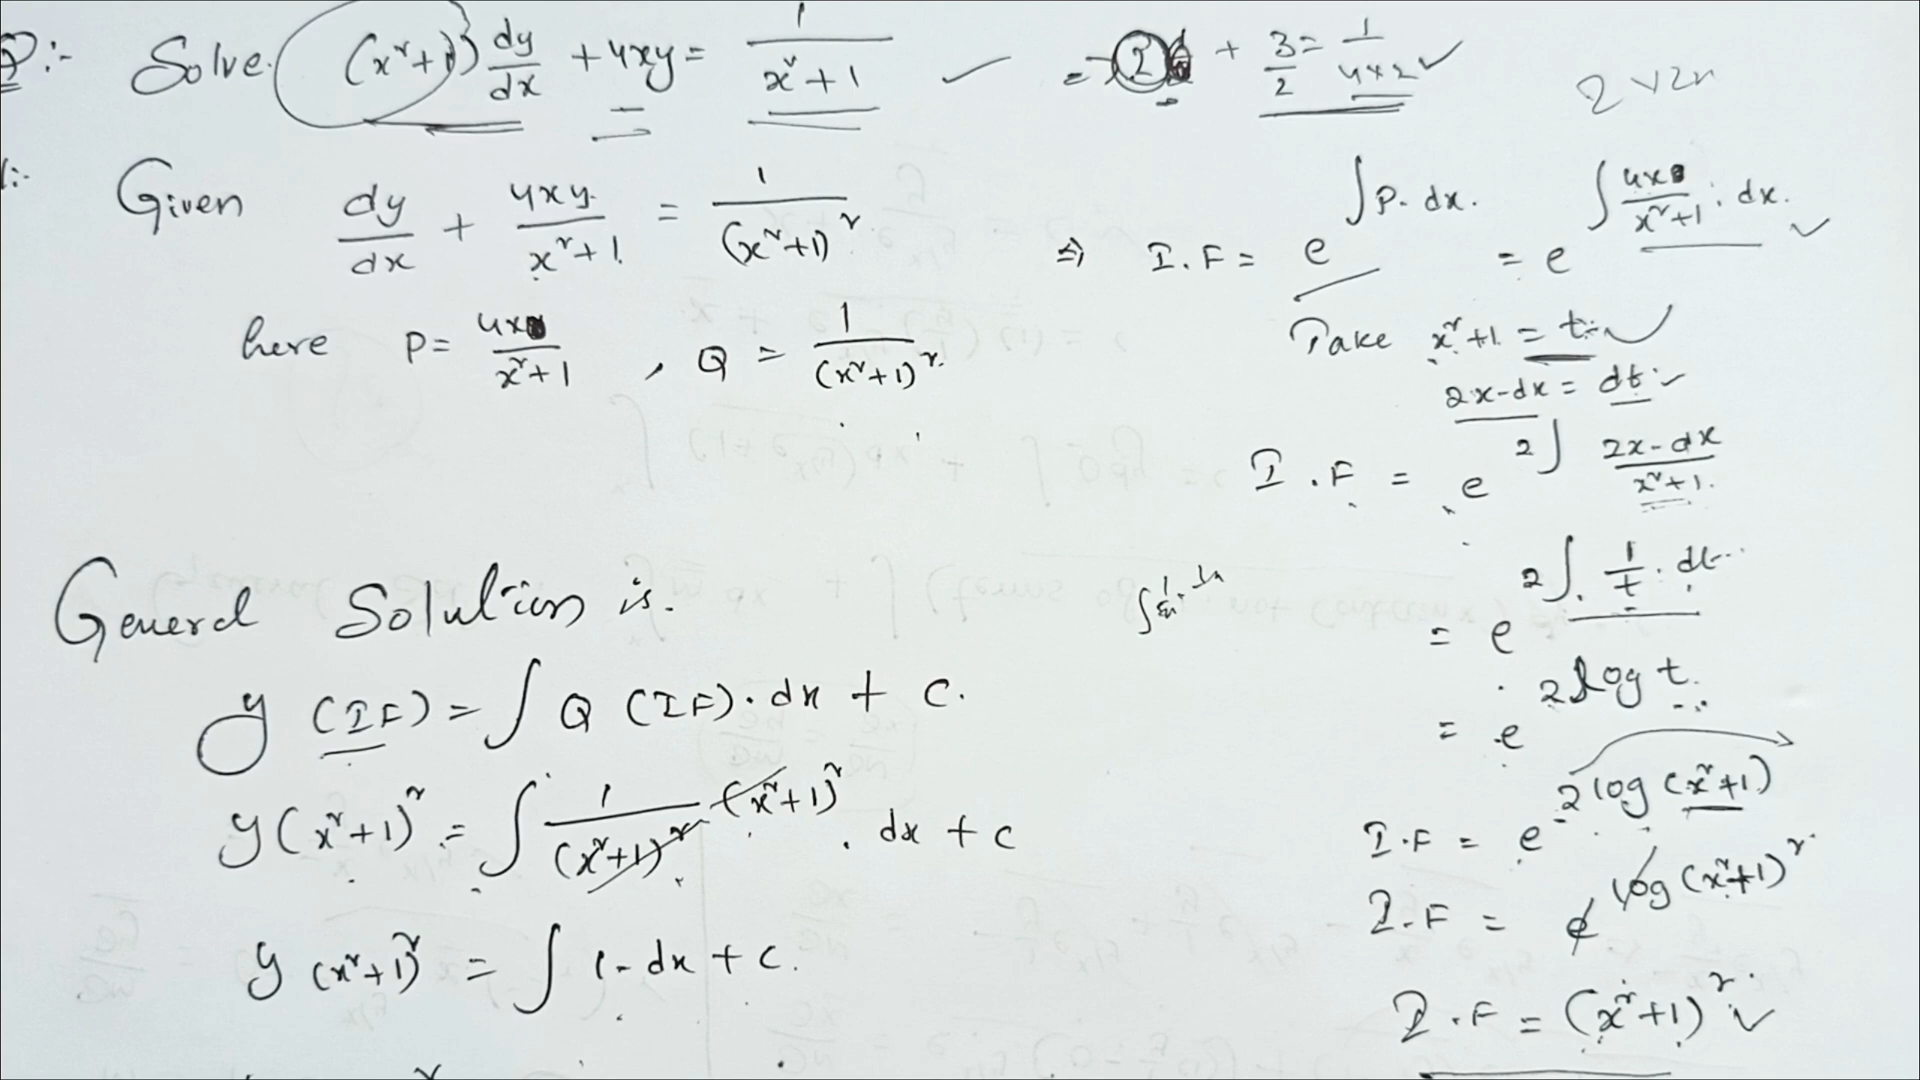 Solve. (x²+1) dy/dx + 4xy = 1/(x²+1)
+ 3/2 = 1/(4×2)
Given dy/dx + 4xy/(x²+1) = 1/(x²+1)²
here P = 4x/(x²+1) , Q = 1/(x²+1)²
⇒ I.F = e^∫P.dx. = e^∫4x/(x²+1).dx.
Take x²+1 = t
2x-dx = dt
I.F = e^2∫(2x-dx)/(x²+1).
= e^2∫1/t.dt
= e^2log t.
I.F = e^2log(x²+1)
I.F = e^log(x²+1)²
I.F = (x²+1)²
General Solution is.
y (IF) = ∫ Q (IF).dx + c.
y(x²+1)² = ∫ 1/(x²+1)² (x²+1)² . dx + c
y (x²+1)² = ∫ 1- dx + c.